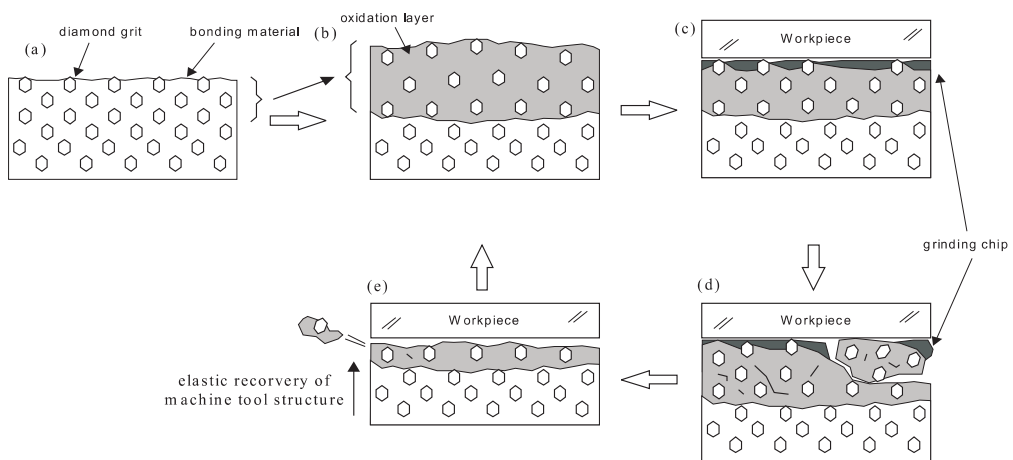 (a)
diamond grit
bonding material
(b)
oxidation layer
(c)
Workpiece
grinding chip
(d)
Workpiece
(e)
Workpiece
elastic recorvery of
machine tool structure